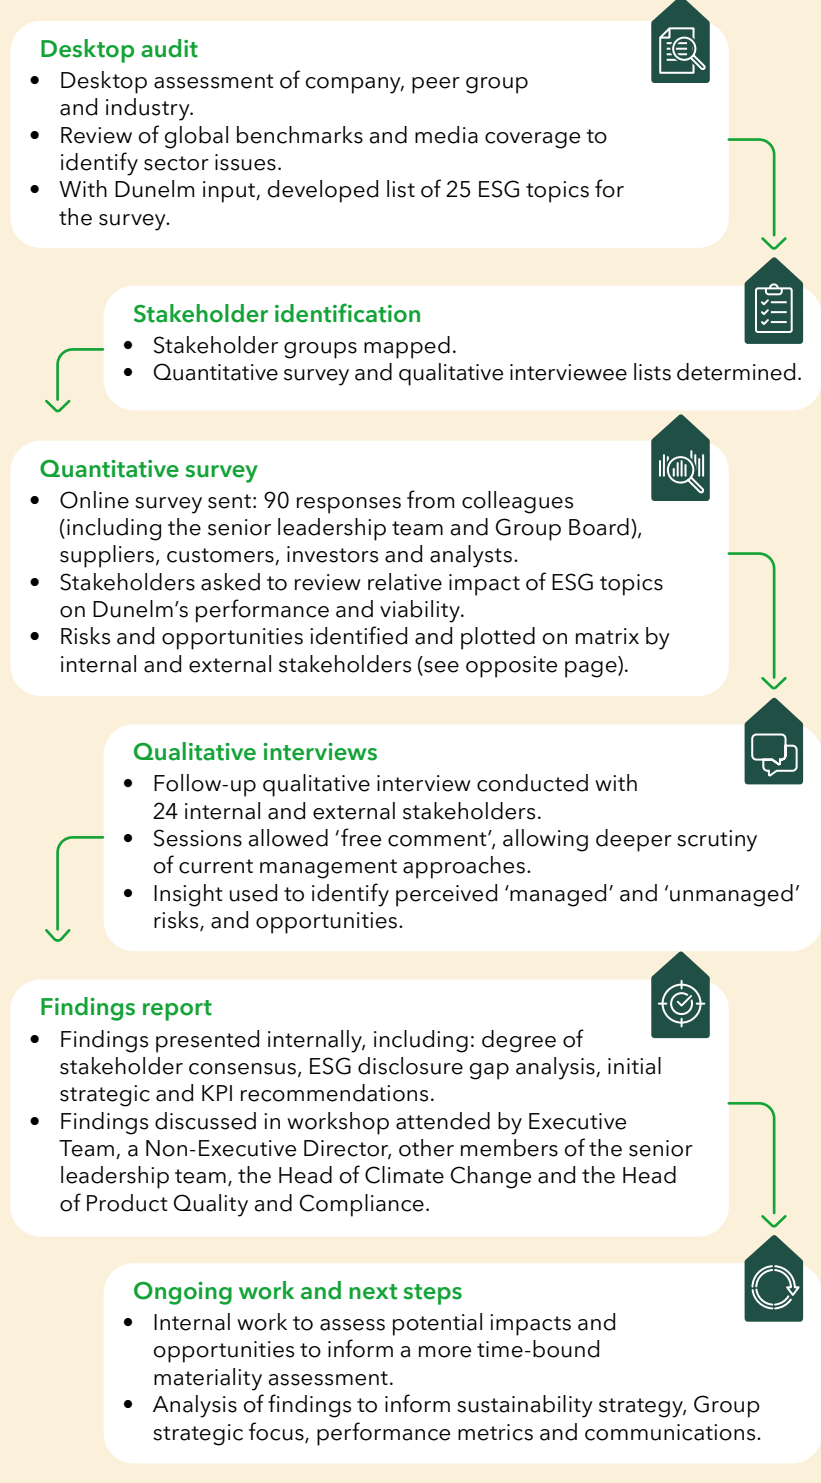 Desktop audit
• Desktop assessment of company, peer group
and industry.
• Review of global benchmarks and media coverage to
identify sector issues.
• With Dunelm input, developed list of 25 ESG topics for
the survey.
Stakeholder identification
• Stakeholder groups mapped.
• Quantitative survey and qualitative interviewee lists determined.
Quantitative survey
• Online survey sent: 90 responses from colleagues
(including the senior leadership team and Group Board),
suppliers, customers, investors and analysts.
• Stakeholders asked to review relative impact of ESG topics
on Dunelm’s performance and viability.
• Risks and opportunities identified and plotted on matrix by
internal and external stakeholders (see opposite page).
Qualitative interviews
• Follow-up qualitative interview conducted with
24 internal and external stakeholders.
• Sessions allowed ‘free comment’, allowing deeper scrutiny
of current management approaches.
• Insight used to identify perceived ‘managed’ and ‘unmanaged’
risks, and opportunities.
Findings report
• Findings presented internally, including: degree of
stakeholder consensus, ESG disclosure gap analysis, initial
strategic and KPI recommendations.
• Findings discussed in workshop attended by Executive
Team, a Non-Executive Director, other members of the senior
leadership team, the Head of Climate Change and the Head
of Product Quality and Compliance.
Ongoing work and next steps
• Internal work to assess potential impacts and
opportunities to inform a more time-bound
materiality assessment.
• Analysis of findings to inform sustainability strategy, Group
strategic focus, performance metrics and communications.